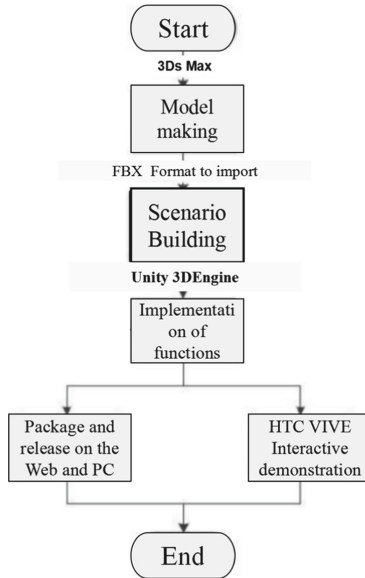 Start
3Ds Max
Model
making
FBX Format to import
Scenario
Building
Unity 3DEngine
Implementati
on of
functions
Package and
release on the
Web and PC
HTC VIVE
Interactive
demonstration
End